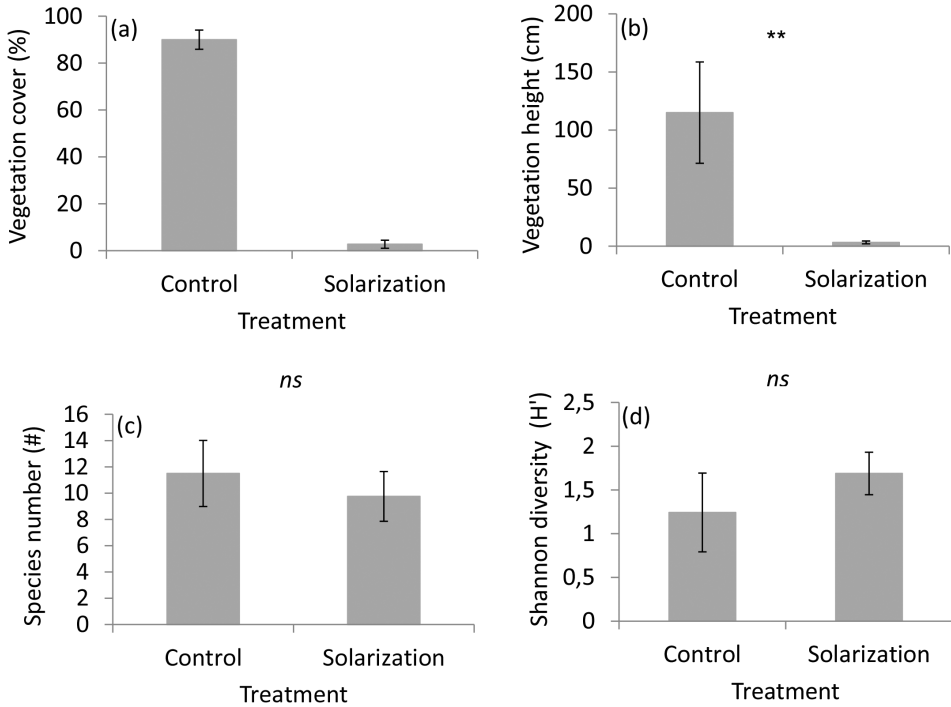 (a)
Vegetation cover (%)
100
80
60
40
20
0
Control
Solarization
Treatment
(b)
**
Vegetation height (cm)
200
150
100
50
0
Control
Solarization
Treatment
ns
(c)
Species number (#)
16
14
12
10
8
6
4
2
0
Control
Solarization
Treatment
ns
(d)
Shannon diversity (H')
2,5
2
1,5
1
0,5
0
Control
Solarization
Treatment